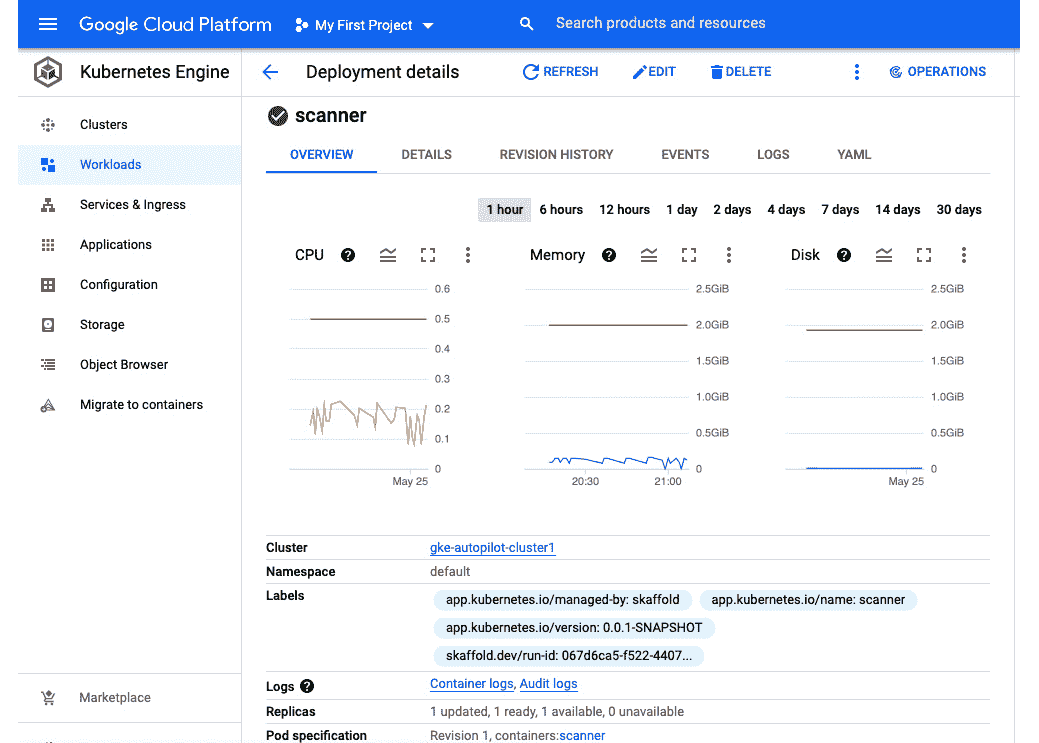 Google Cloud Platform My First Project Search products and resources
Kubernetes Engine Deployment details REFRESH EDIT DELETE OPERATIONS
Clusters
Workloads
Services & Ingress
Applications
Configuration
Storage
Object Browser
Migrate to containers
Marketplace
scanner
OVERVIEW DETAILS REVISION HISTORY EVENTS LOGS YAML
1 hour 6 hours 12 hours 1 day 2 days 4 days 7 days 14 days 30 days
CPU ?
0.6
0.5
0.4
0.3
0.2
0.1
0
May 25
Memory ?
2.5GiB
2.0GiB
1.5GiB
1.0GiB
0.5GiB
0
20:30 21:00
Disk ?
2.5GiB
2.0GiB
1.5GiB
1.0GiB
0.5GiB
0
May 25
Cluster gke-autopilot-cluster1
Namespace default
Labels app.kubernetes.io/managed-by: skaffold app.kubernetes.io/name: scanner
app.kubernetes.io/version: 0.0.1-SNAPSHOT
skaffold.dev/run-id: 067d6ca5-f522-4407...
Logs ? Container logs, Audit logs
Replicas 1 updated, 1 ready, 1 available, 0 unavailable
Pod specification Revision 1, containers:scanner